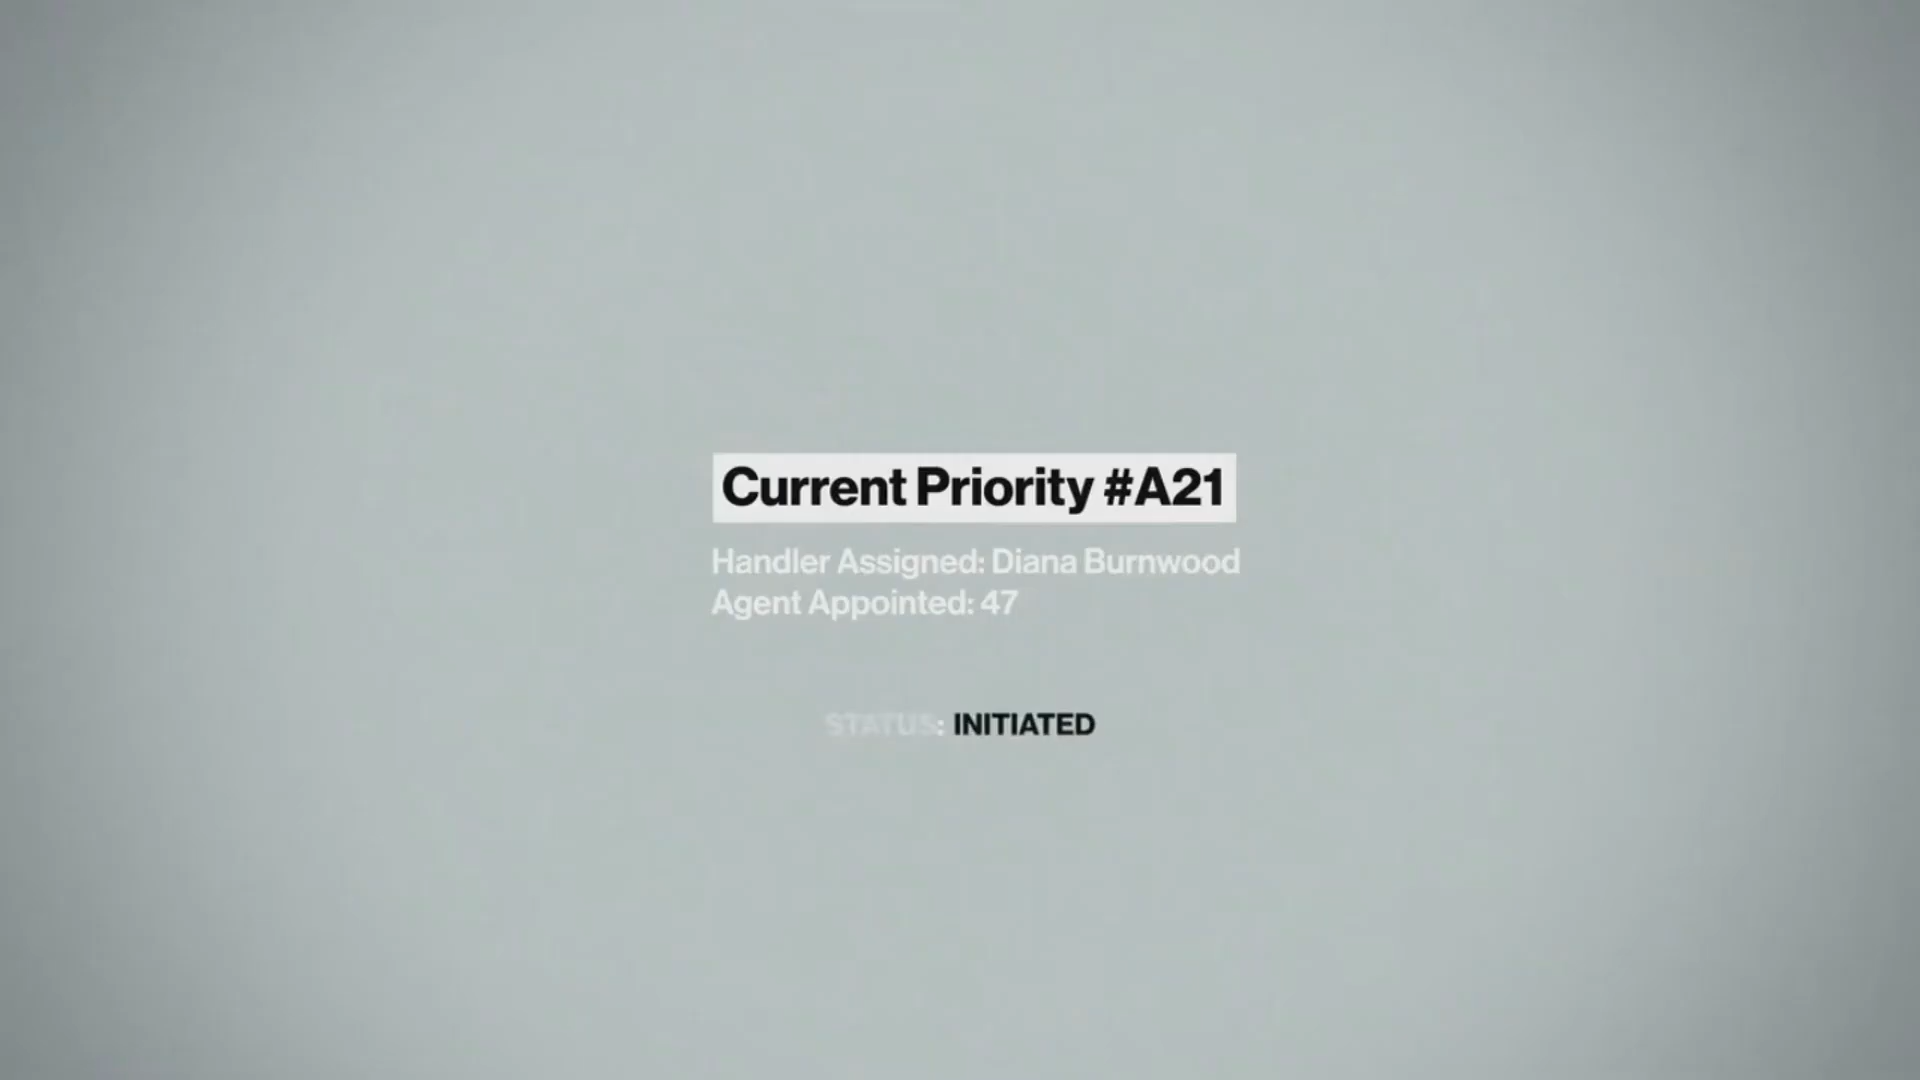 Current Priority #A21
Handler Assigned: Diana Burnwood
Agent Appointed: 47
STATUS: INITIATED